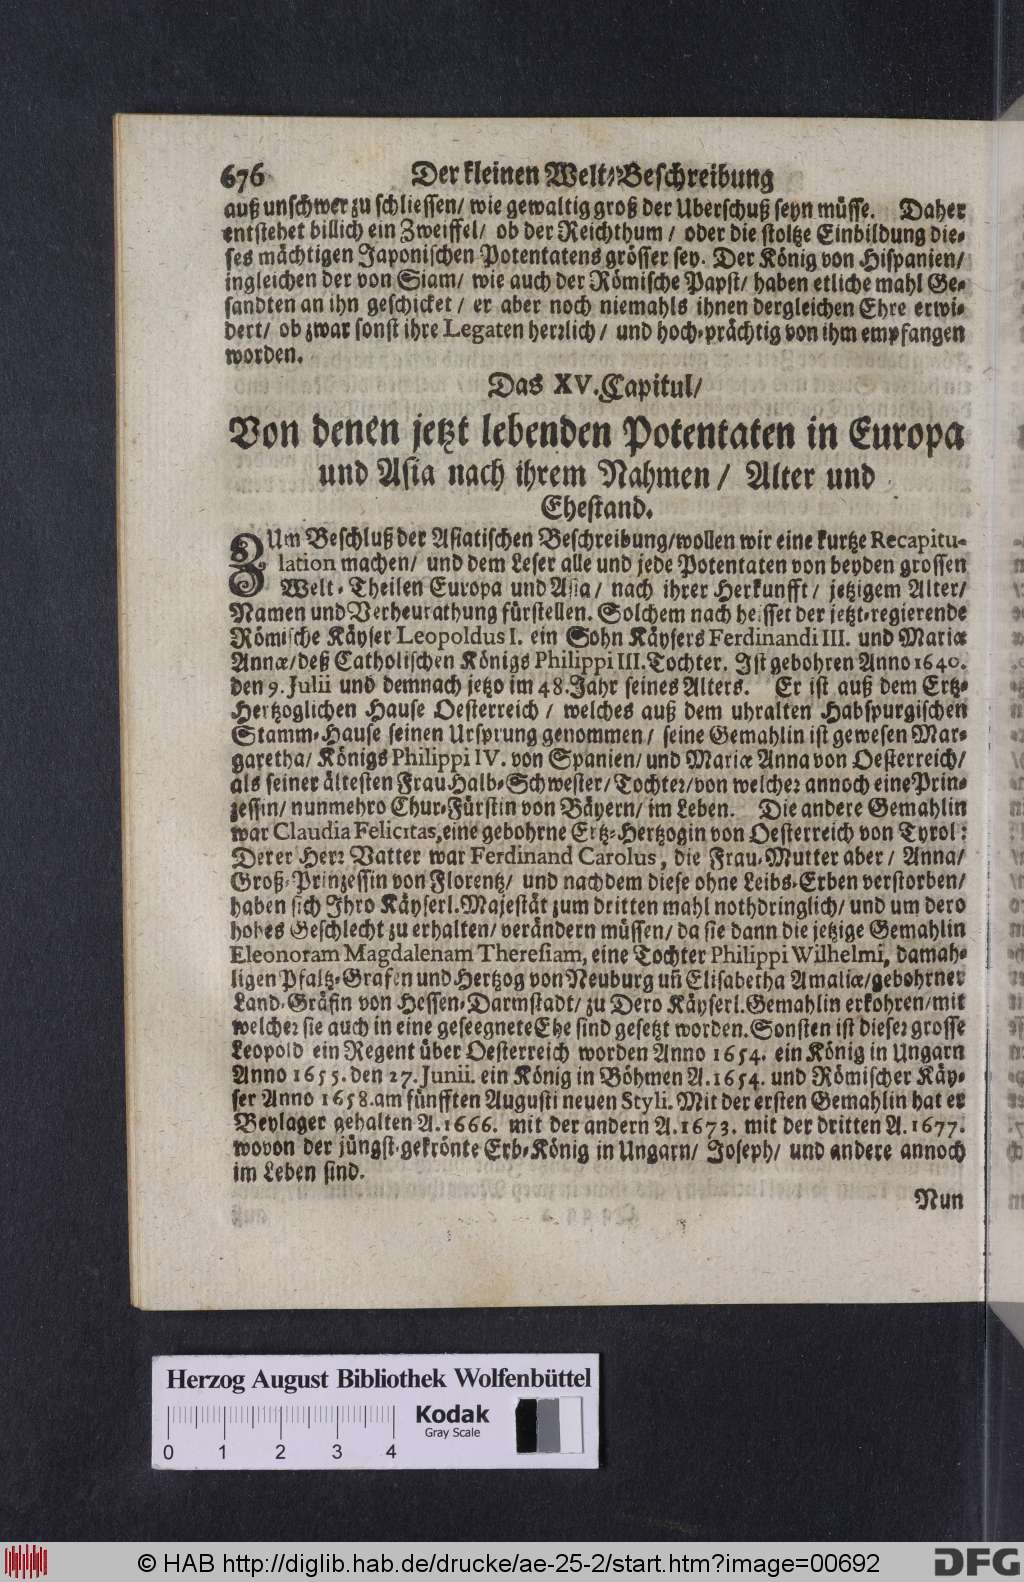 676 Der kleinen Welt-Beschreibung
auß unschwer zu schliessen/ wie gewaltig groß der Uberschuß seyn müsse. Daher
entstehet billich ein Zweiffel/ ob der Reichthum/ oder die stoltze Einbildung die-
ses mächtigen Japonischen Potentatens grösser sey. Der König von Hispanien/
ingleichen der von Siam/ wie auch der Römische Papst/ haben etliche mahl Ge-
sandten an ihn geschicket/ er aber noch niemahls ihnen dergleichen Ehre erwi-
dert/ ob zwar sonst ihre Legaten herrlich/ und hoch-prächtig von ihm empfangen
worden.
Das XV. Capitul/
Von denen jetzt lebenden Potentaten in Europa
und Asia nach ihrem Nahmen/ Alter und
Ehestand.
ZUm Beschluß der Asiatischen Beschreibung/wollen wir eine kurtze Recapitu-
lation machen/ und dem Leser alle und jede Potentaten von beyden grossen
Welt-Theilen Europa und Asia/ nach ihrer Herkunfft/ jetzigem Alter/
Namen und Verheurathung fürstellen. Solchem nach heisset der jetzt-regierende
Römische Käyser Leopoldus I. ein Sohn Käysers Ferdinandi III. und Mariæ
Annæ/deß Catholischen Königs Philippi III. Tochter. Ist gebohren Anno 1640.
den 9. Julii und demnach jetzo im 48. Jahr seines Alters. Er ist auß dem Ertz-
Hertzoglichen Hause Oesterreich/ welches auß dem uhralten Habspurgischen
Stamm-Hause seinen Ursprung genommen/ seine Gemahlin ist gewesen Mar-
garetha/ Königs Philippi IV. von Spanien/ und Mariæ Anna von Oesterreich/
als seiner ältesten Frau Halb-Schwester/ Tochter/ von welcher annoch eine Prin-
zessin/ nunmehro Chur-Fürstin von Bäyern/ im Leben. Die andere Gemahlin
war Claudia Felicitas, eine gebohrne Ertz-Hertzogin von Oesterreich von Tyrol:
Derer Herr Vatter war Ferdinand Carolus, die Frau-Mutter aber/ Anna/
Groß-Prinzessin von Florentz/ und nachdem diese ohne Leibs-Erben verstorben/
haben sich Ihro Käyserl. Majestät zum dritten mahl nothdringlich/ und um dero
hohes Geschlecht zu erhalten/ verändern müssen/ da sie dann die jetzige Gemahlin
Eleonoram Magdalenam Theresiam, eine Tochter Philippi Wilhelmi, damah-
ligen Pfaltz-Grafen und Hertzog von Neuburg uñ Elisabetha Amaliæ/gebohrner
Land-Gräfin von Hessen-Darmstadt/ zu Dero Käyserl. Gemahlin erkohren/mit
welcher sie auch in eine geseegnete Ehe sind gesetzt worden. Sonsten ist dieser grosse
Leopold ein Regent über Oesterreich worden Anno 1654. ein König in Ungarn
Anno 1655. den 27. Junii. ein König in Böhmen A. 1654. und Römischer Käy-
ser Anno 1658. am fünfften Augusti neuen Styli. Mit der ersten Gemahlin hat er
Beylager gehalten A. 1666. mit der andern A. 1673. mit der dritten A. 1677.
wovon der jüngst-gekrönte Erb-König in Ungarn/ Joseph/ und andere annoch
im Leben sind.
Nun
Herzog August Bibliothek Wolfenbüttel
Kodak
Gray Scale
0 1 2 3 4
© HAB http://diglib.hab.de/drucke/ae-25-2/start.htm?image=00692
DFG